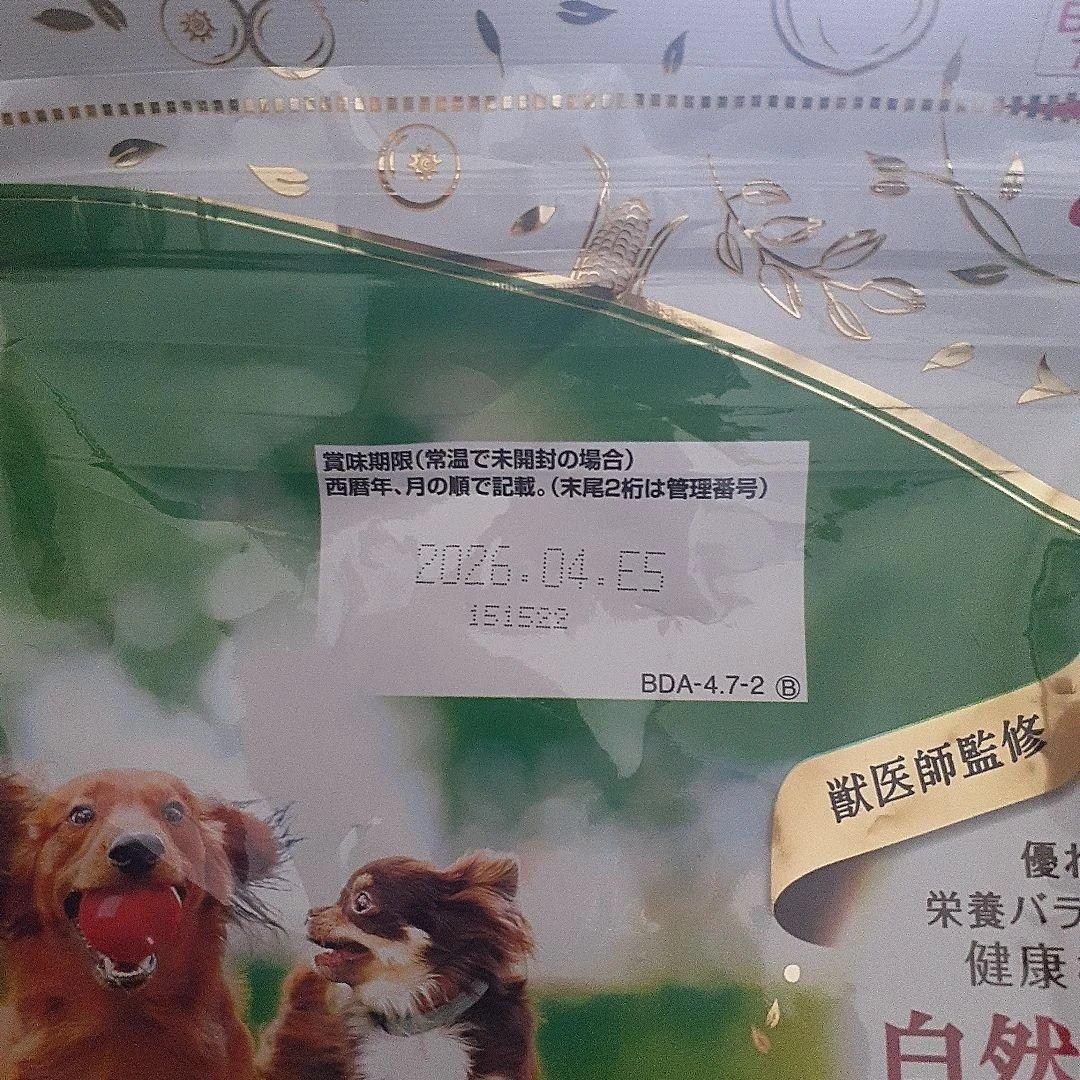 賞味期限(常温で未開封の場合)
西暦年、月の順で記載。(末尾2桁は管理番号)
2026.04.E5
151522
BDA-4.7-2 Ⓑ
獣医師監修
優れ
栄養バラ
健康
自然